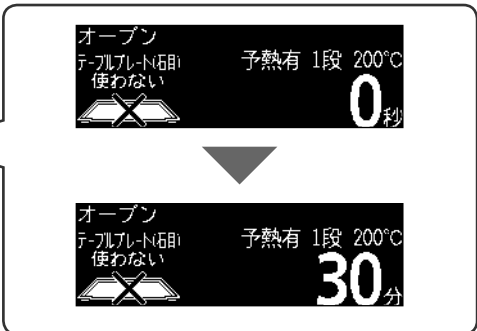 オーブン
テーブルプレート(石目)
使わない
予熱有 1段 200℃
0秒
オーブン
テーブルプレート(石目)
使わない
予熱有 1段 200℃
30分